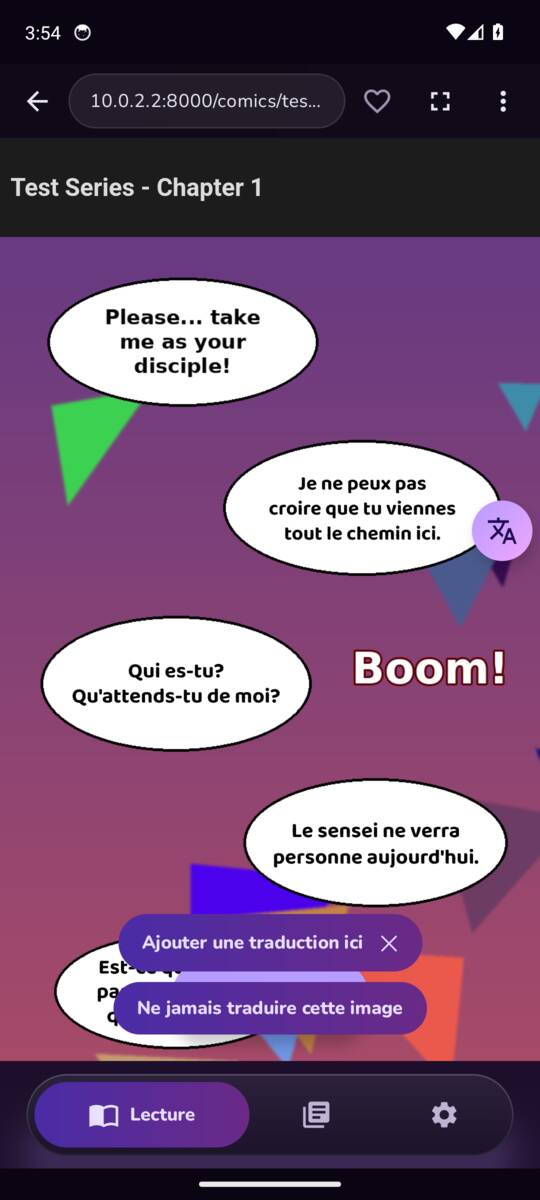 3:54
10.0.2.2:8000/comics/tes...
Test Series - Chapter 1
Please... take
me as your
disciple!
Je ne peux pas
croire que tu viennes
tout le chemin ici.
Qui es-tu?
Qu'attends-tu de moi?
Boom!
Le sensei ne verra
personne aujourd'hui.
Ajouter une traduction ici
Ne jamais traduire cette image
Lecture